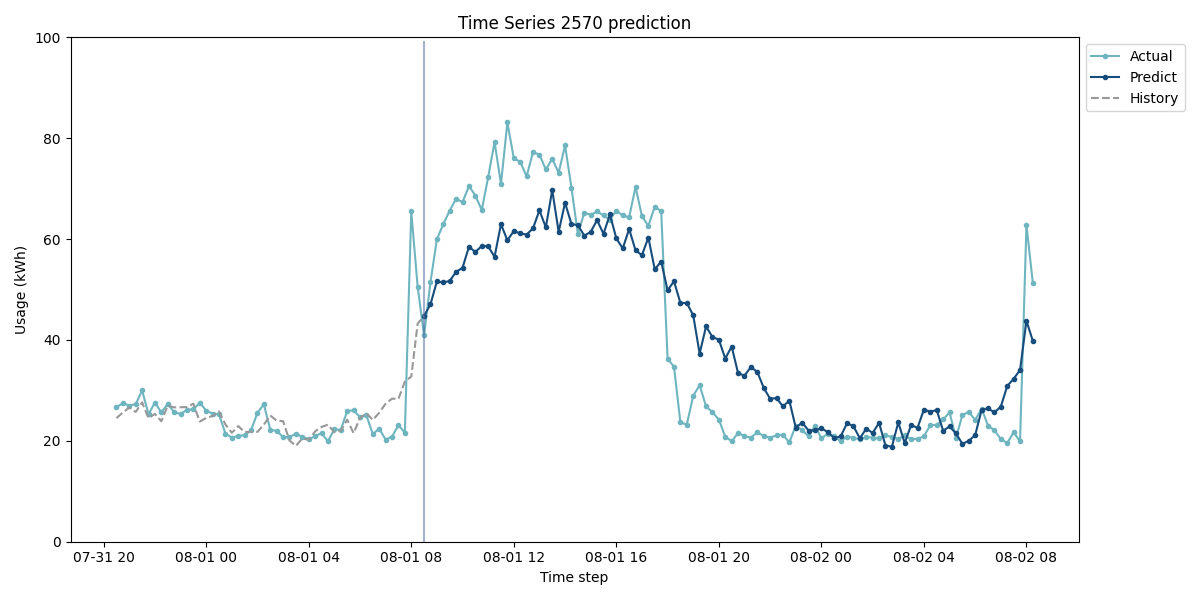 Time Series 2570 prediction
Usage (kWh)
100
80
60
40
20
0
07-31 20
08-01 00
08-01 04
08-01 08
08-01 12
08-01 16
08-01 20
08-02 00
08-02 04
08-02 08
Time step
Actual
Predict
History